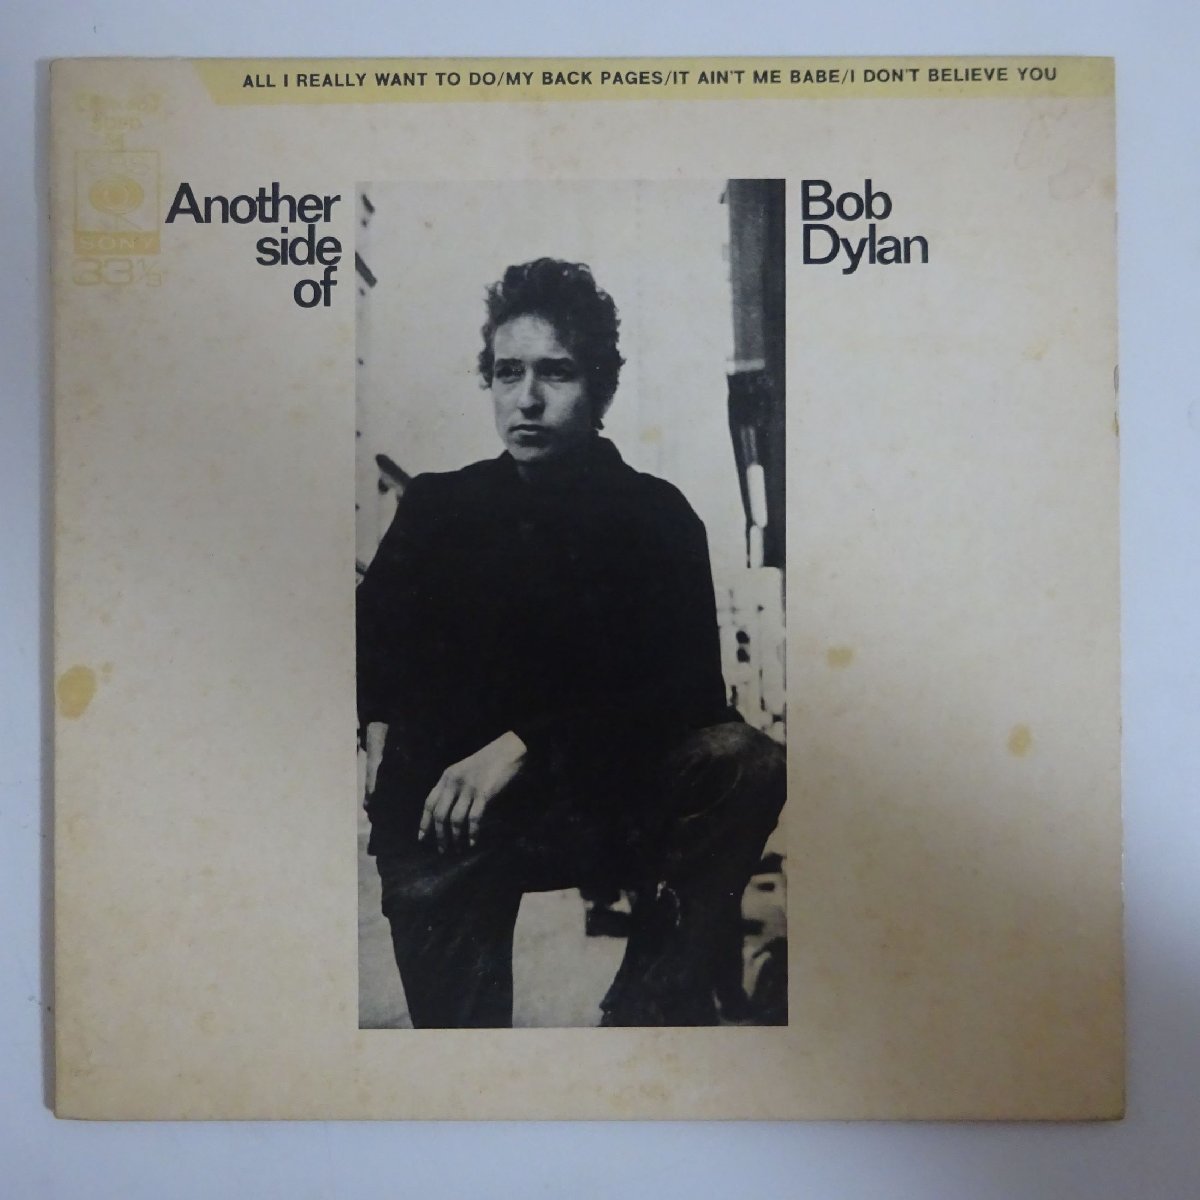 ALL I REALLY WANT TO DO/MY BACK PAGES/IT AIN'T ME BABE/I DON'T BELIEVE YOU
CBS
SONY
33⅓
Another
side
of
Bob
Dylan